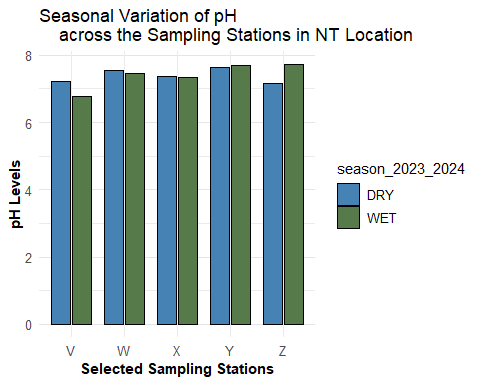 Seasonal Variation of pH
across the Sampling Stations in NT Location
8
6
4
2
0
pH Levels
V W X Y Z
Selected Sampling Stations
season_2023_2024
DRY
WET